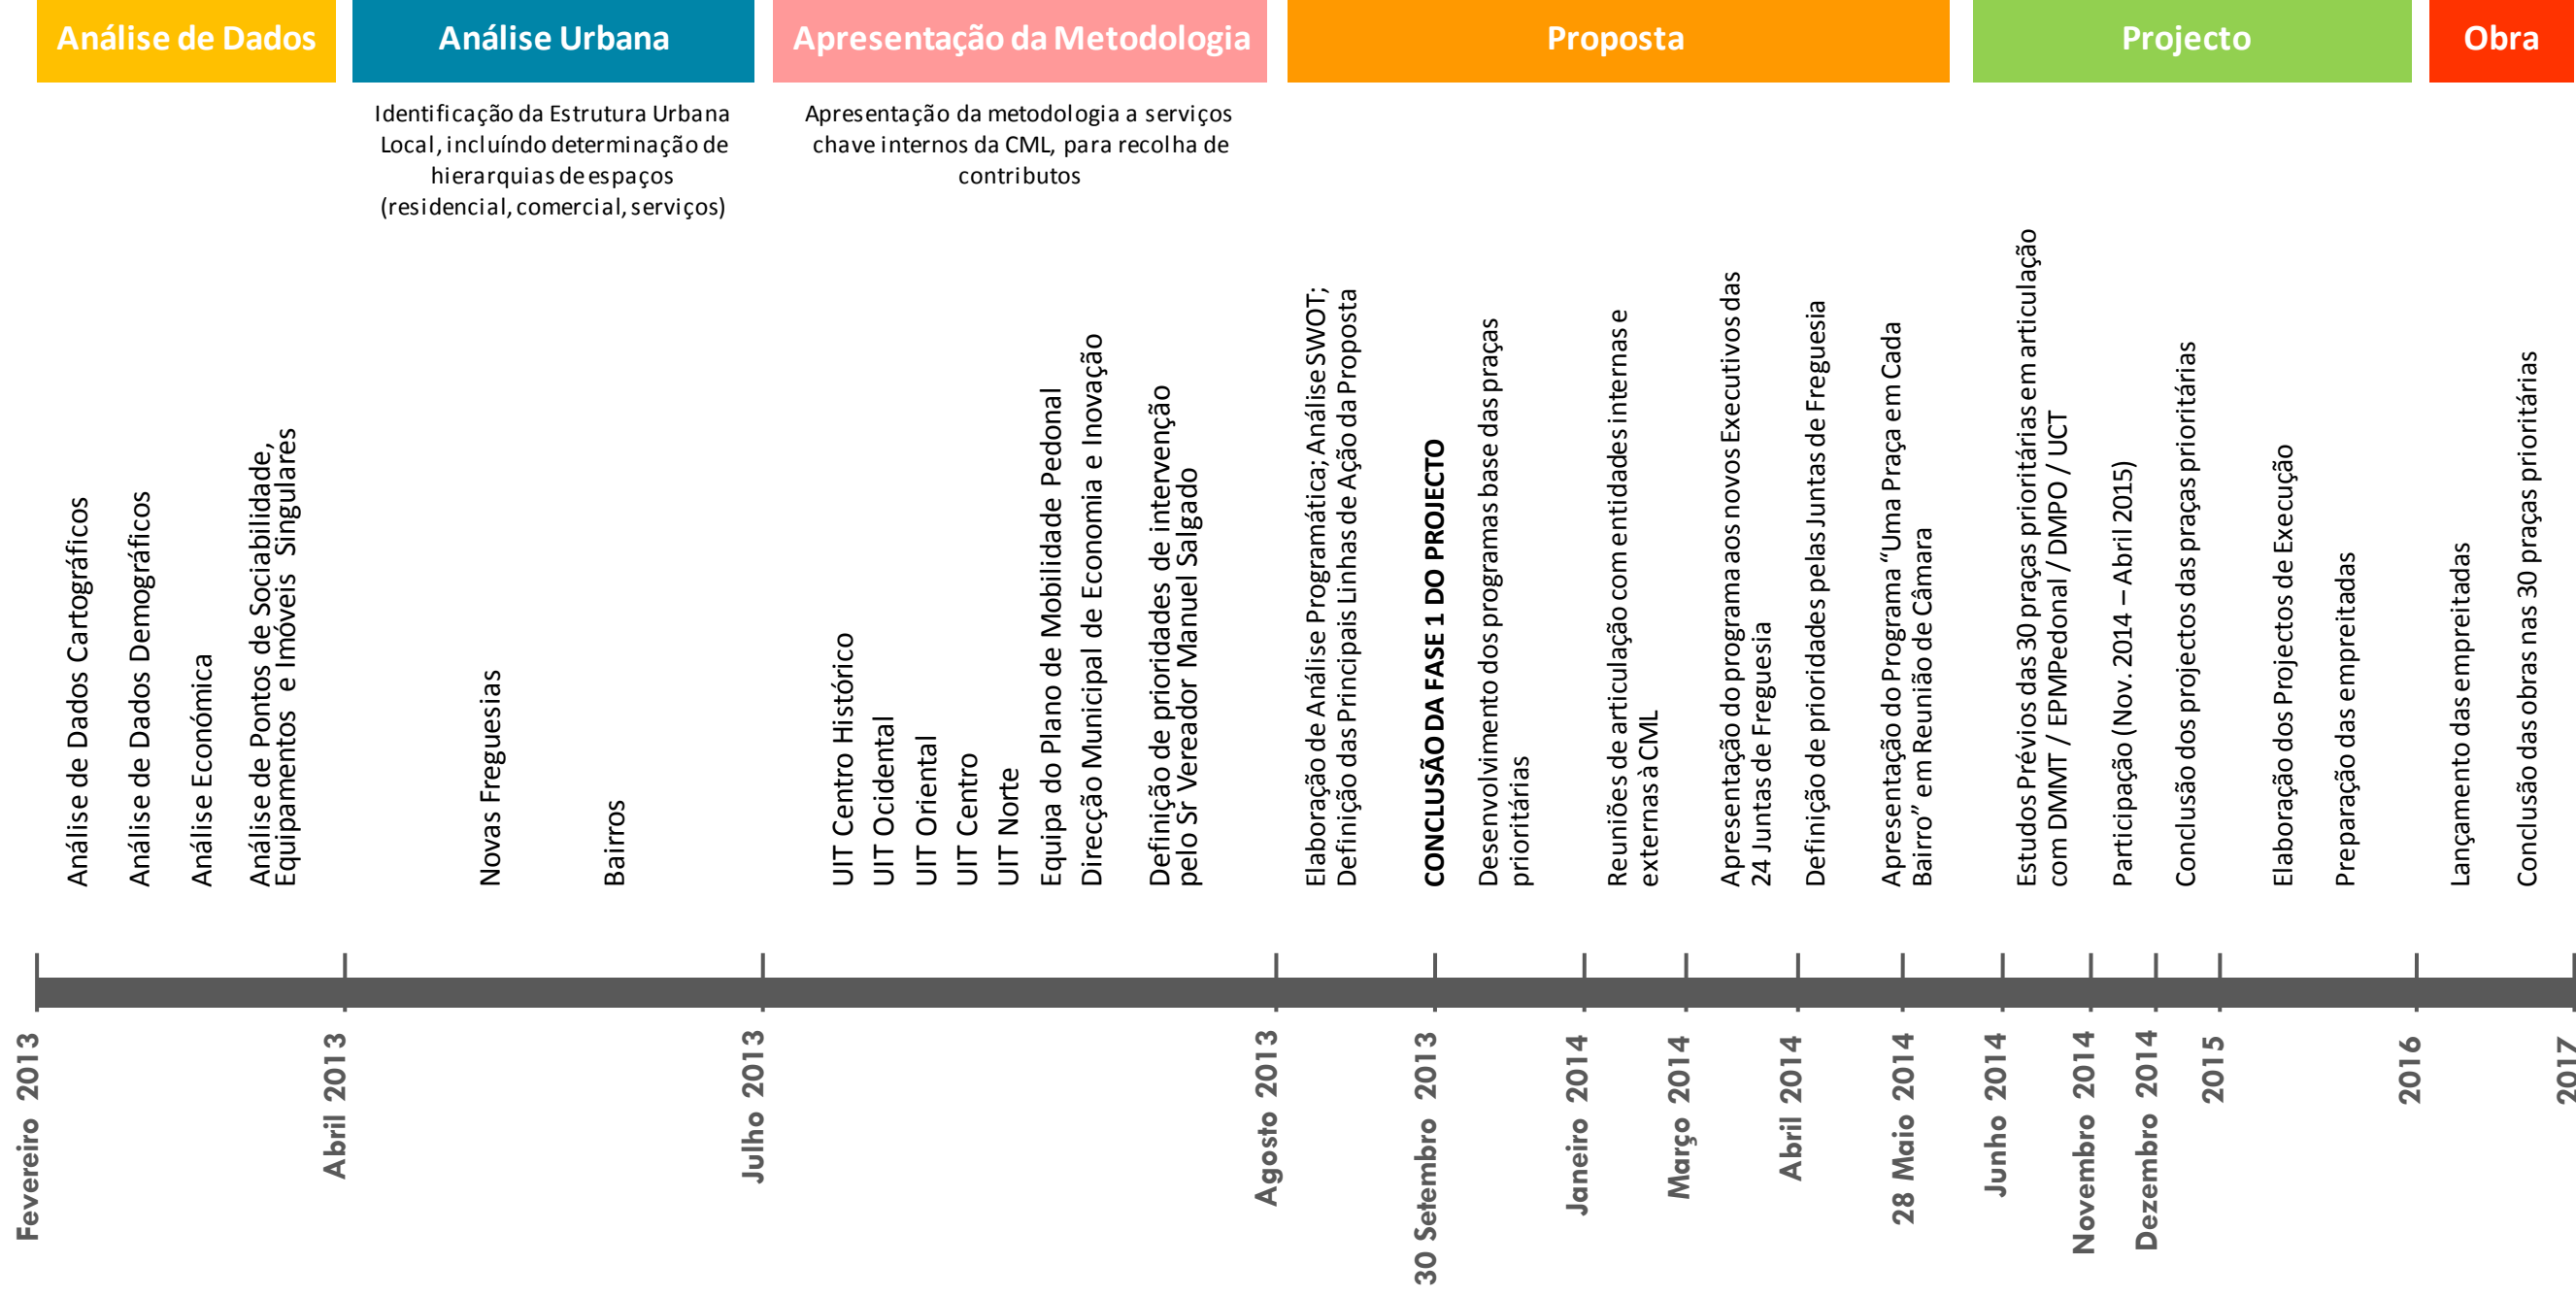 Análise de Dados
Análise Urbana
Apresentação da Metodologia
Proposta
Projecto
Obra
Identificação da Estrutura Urbana
Local, incluíndo determinação de
hierarquias de espaços
(residencial, comercial, serviços)
Apresentação da metodologia a serviços
chave internos da CML, para recolha de
contributos
Análise de Dados Cartográficos
Análise de Dados Demográficos
Análise Económica
Análise de Pontos de Sociabilidade,
Equipamentos e Imóveis Singulares
Novas Freguesias
Bairros
UIT Centro Histórico
UIT Ocidental
UIT Oriental
UIT Centro
UIT Norte
Equipa do Plano de Mobilidade Pedonal
Direcção Municipal de Economia e Inovação
Definição de prioridades de intervenção
pelo Sr Vereador Manuel Salgado
Elaboração de Análise Programática; Análise SWOT;
Definição das Principais Linhas de Ação da Proposta
CONCLUSÃO DA FASE 1 DO PROJECTO
Desenvolvimento dos programas base das praças
prioritárias
Reuniões de articulação com entidades internas e
externas à CML
Apresentação do programa aos novos Executivos das
24 Juntas de Freguesia
Definição de prioridades pelas Juntas de Freguesia
Apresentação do Programa “Uma Praça em Cada
Bairro” em Reunião de Câmara
Estudos Prévios das 30 praças prioritárias em articulação
com DMMT / EPMPedonal / DMPO / UCT
Participação (Nov. 2014 – Abril 2015)
Conclusão dos projectos das praças prioritárias
Elaboração dos Projectos de Execução
Preparação das empreitadas
Lançamento das empreitadas
Conclusão das obras nas 30 praças prioritárias
Fevereiro 2013
Abril 2013
Julho 2013
Agosto 2013
30 Setembro 2013
Janeiro 2014
Março 2014
Abril 2014
28 Maio 2014
Junho 2014
Novembro 2014
Dezembro 2014
2015
2016
2017